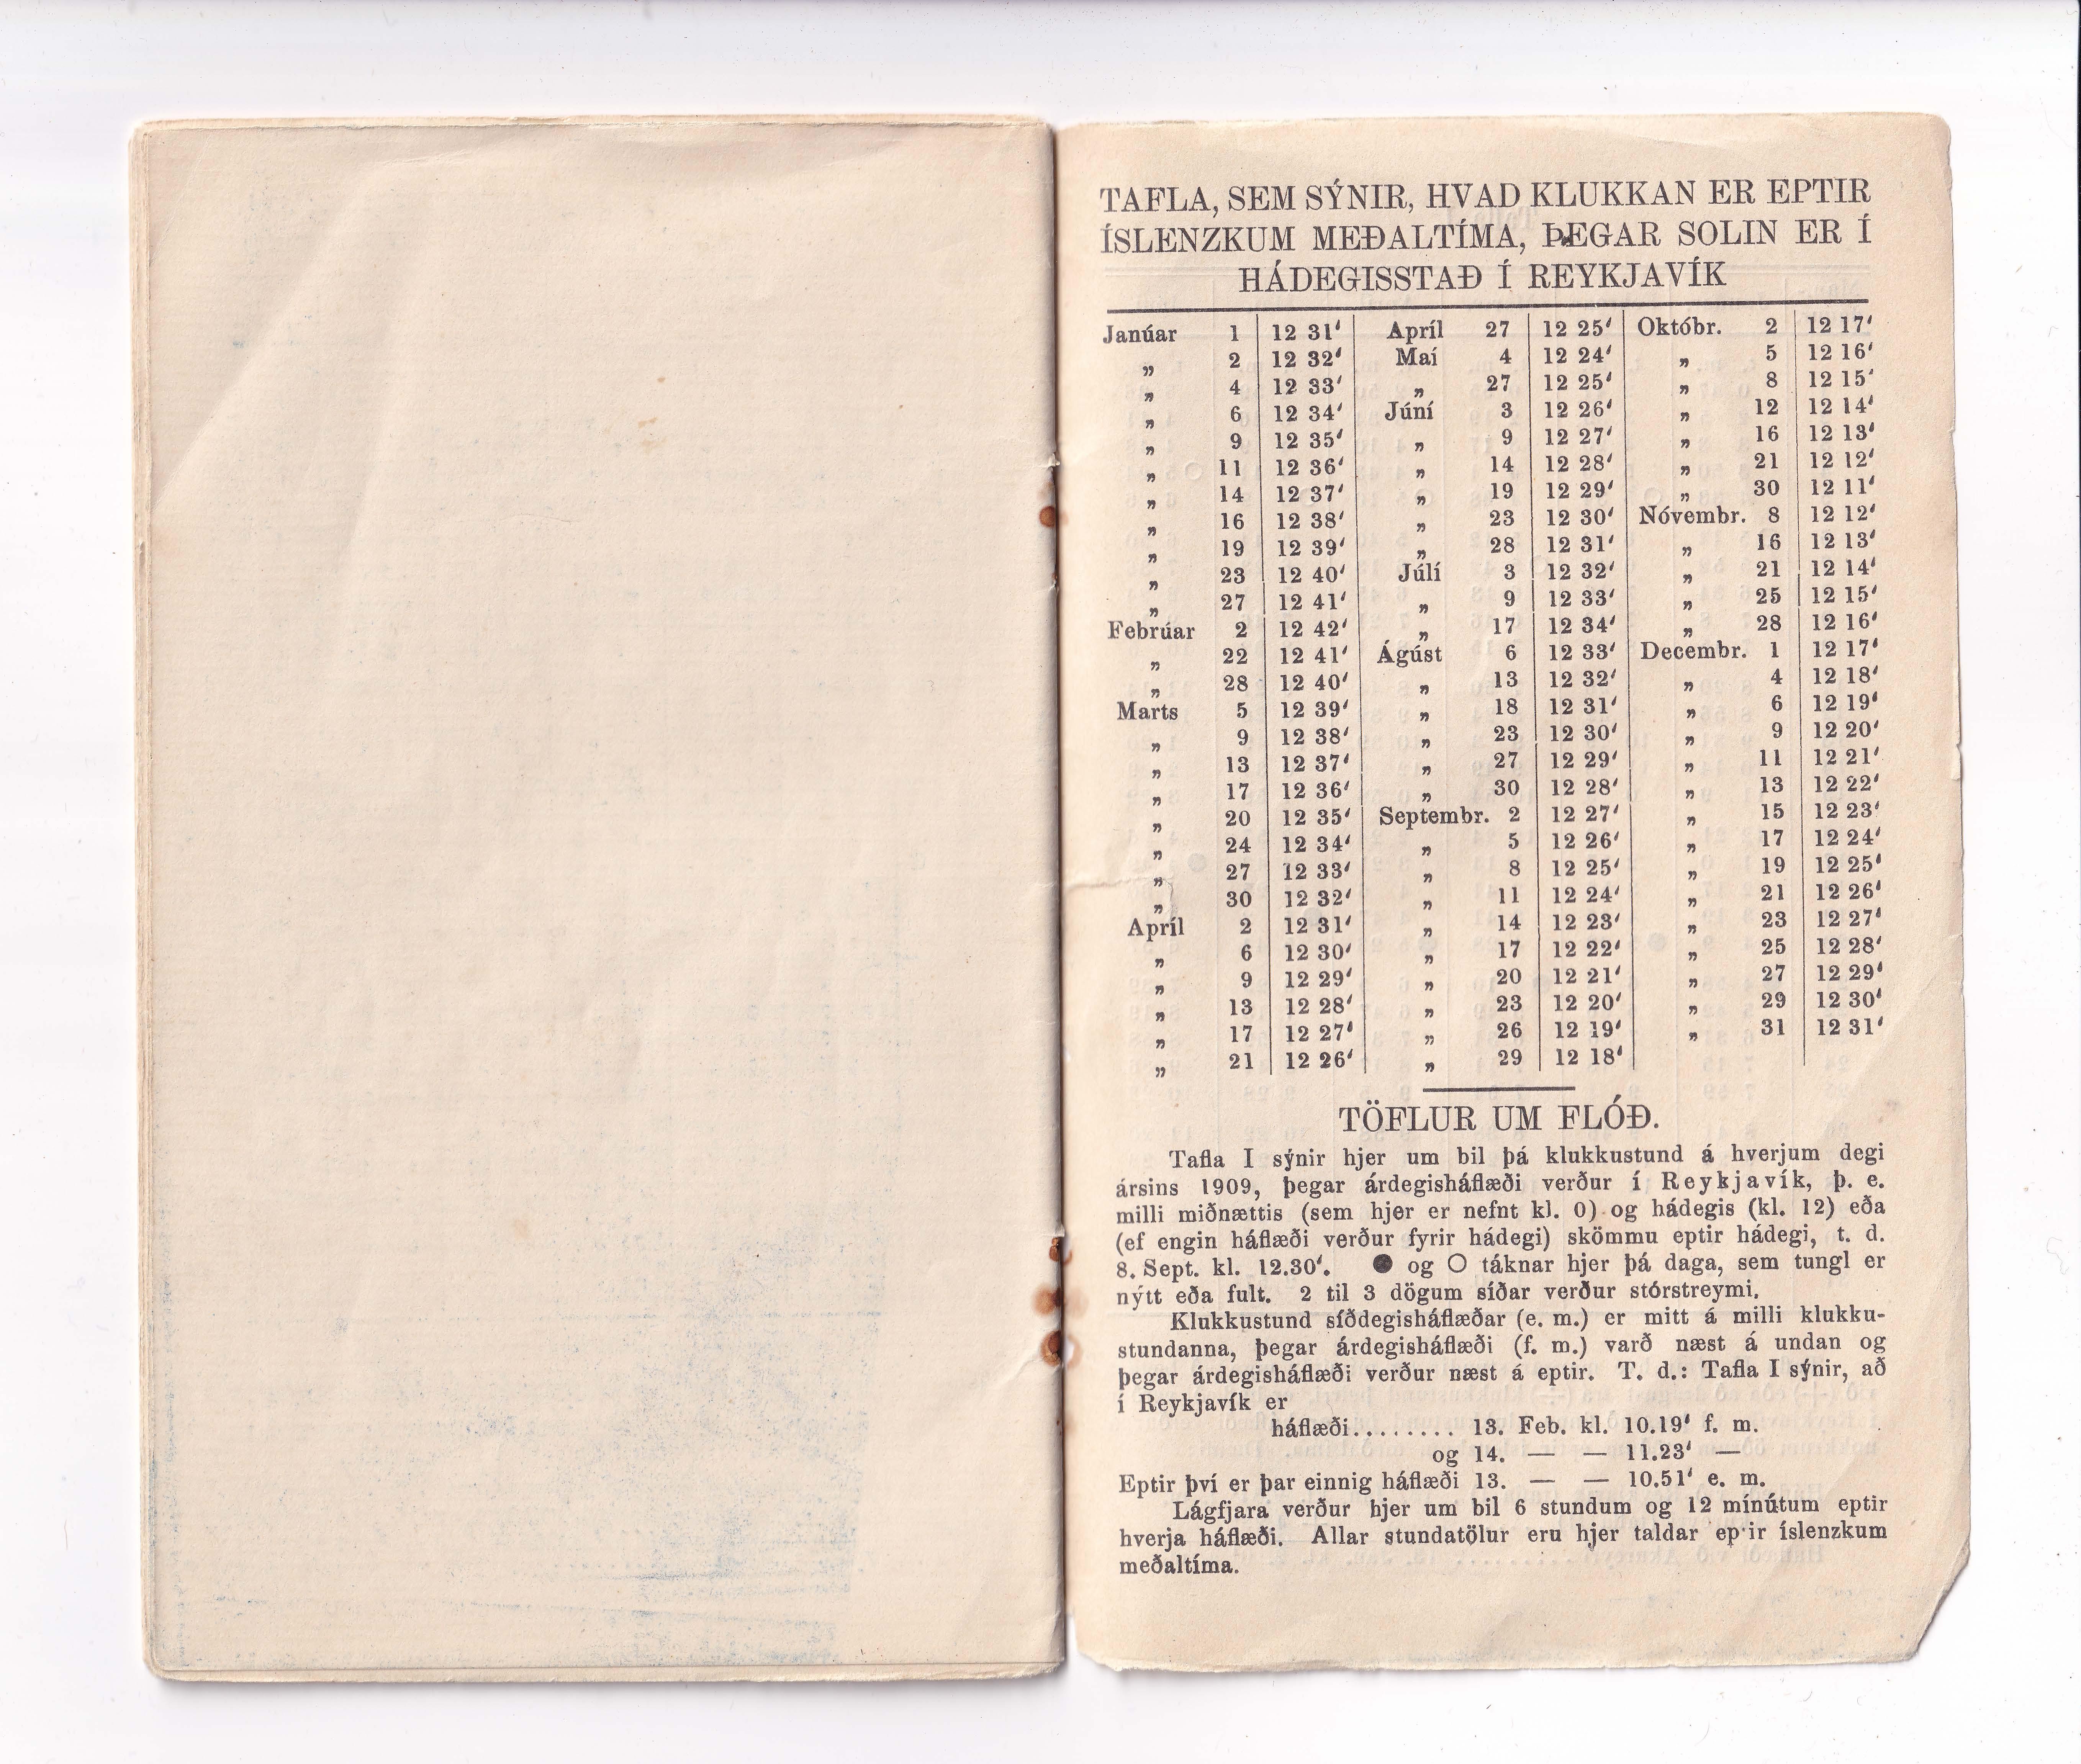 TAFLA, SEM SÝNIR, HVAD KLUKKAN ER EPTIR
ÍSLENZKUM MEÐALTÍMA, ÞEGAR SOLIN ER Í
HÁDEGISSTAÐ Í REYKJAVÍK
Janúar 1 12 31' Apríl 27 12 25' Októbr. 2 12 17'
„ 2 12 32' Maí 4 12 24' „ 5 12 16'
„ 4 12 33' „ 27 12 25' „ 8 12 15'
„ 6 12 34' Júní 3 12 26' „ 12 12 14'
„ 9 12 35' „ 9 12 27' „ 16 12 13'
„ 11 12 36' „ 14 12 28' „ 21 12 12'
„ 14 12 37' „ 19 12 29' „ 30 12 11'
„ 16 12 38' „ 23 12 30' Nóvembr. 8 12 12'
„ 19 12 39' „ 28 12 31' „ 16 12 13'
„ 23 12 40' Júlí 3 12 32' „ 21 12 14'
„ 27 12 41' „ 9 12 33' „ 25 12 15'
Febrúar 2 12 42' „ 17 12 34' „ 28 12 16'
„ 22 12 41' Ágúst 6 12 33' Decembr. 1 12 17'
„ 28 12 40' „ 13 12 32' „ 4 12 18'
Marts 5 12 39' „ 18 12 31' „ 6 12 19'
„ 9 12 38' „ 23 12 30' „ 9 12 20'
„ 13 12 37' „ 27 12 29' „ 11 12 21'
„ 17 12 36' „ 30 12 28' „ 13 12 22'
„ 20 12 35' Septembr. 2 12 27' „ 15 12 23'
„ 24 12 34' „ 5 12 26' „ 17 12 24'
„ 27 12 33' „ 8 12 25' „ 19 12 25'
„ 30 12 32' „ 11 12 24' „ 21 12 26'
Apríl 2 12 31' „ 14 12 23' „ 23 12 27'
„ 6 12 30' „ 17 12 22' „ 25 12 28'
„ 9 12 29' „ 20 12 21' „ 27 12 29'
„ 13 12 28' „ 23 12 20' „ 29 12 30'
„ 17 12 27' „ 26 12 19' „ 31 12 31'
„ 21 12 26' „ 29 12 18'
TÖFLUR UM FLÓÐ.
Tafla I sýnir hjer um bil þá klukkustund á hverjum degi
ársins 1909, þegar árdegisháflæði verður í Reykjavík, þ. e.
milli miðnættis (sem hjer er nefnt kl. 0) og hádegis (kl. 12) eða
(ef engin háflæði verður fyrir hádegi) skömmu eptir hádegi, t. d.
8. Sept. kl. 12.30'. ● og ○ táknar hjer þá daga, sem tungl er
nýtt eða fult. 2 til 3 dögum síðar verður stórstreymi.
Klukkustund síðdegisháflæðar (e. m.) er mitt á milli klukku-
stundanna, þegar árdegisháflæði (f. m.) varð næst á undan og
þegar árdegisháflæði verður næst á eptir. T. d.: Tafla I sýnir, að
í Reykjavík er
háflæði........ 13. Feb. kl. 10.19' f. m.
og 14. — — 11.23' —
Eptir því er þar einnig háflæði 13. — — 10.51' e. m.
Lágfjara verður hjer um bil 6 stundum og 12 mínútum eptir
hverja háflæði. Allar stundatölur eru hjer taldar ep ir íslenzkum
meðaltíma.